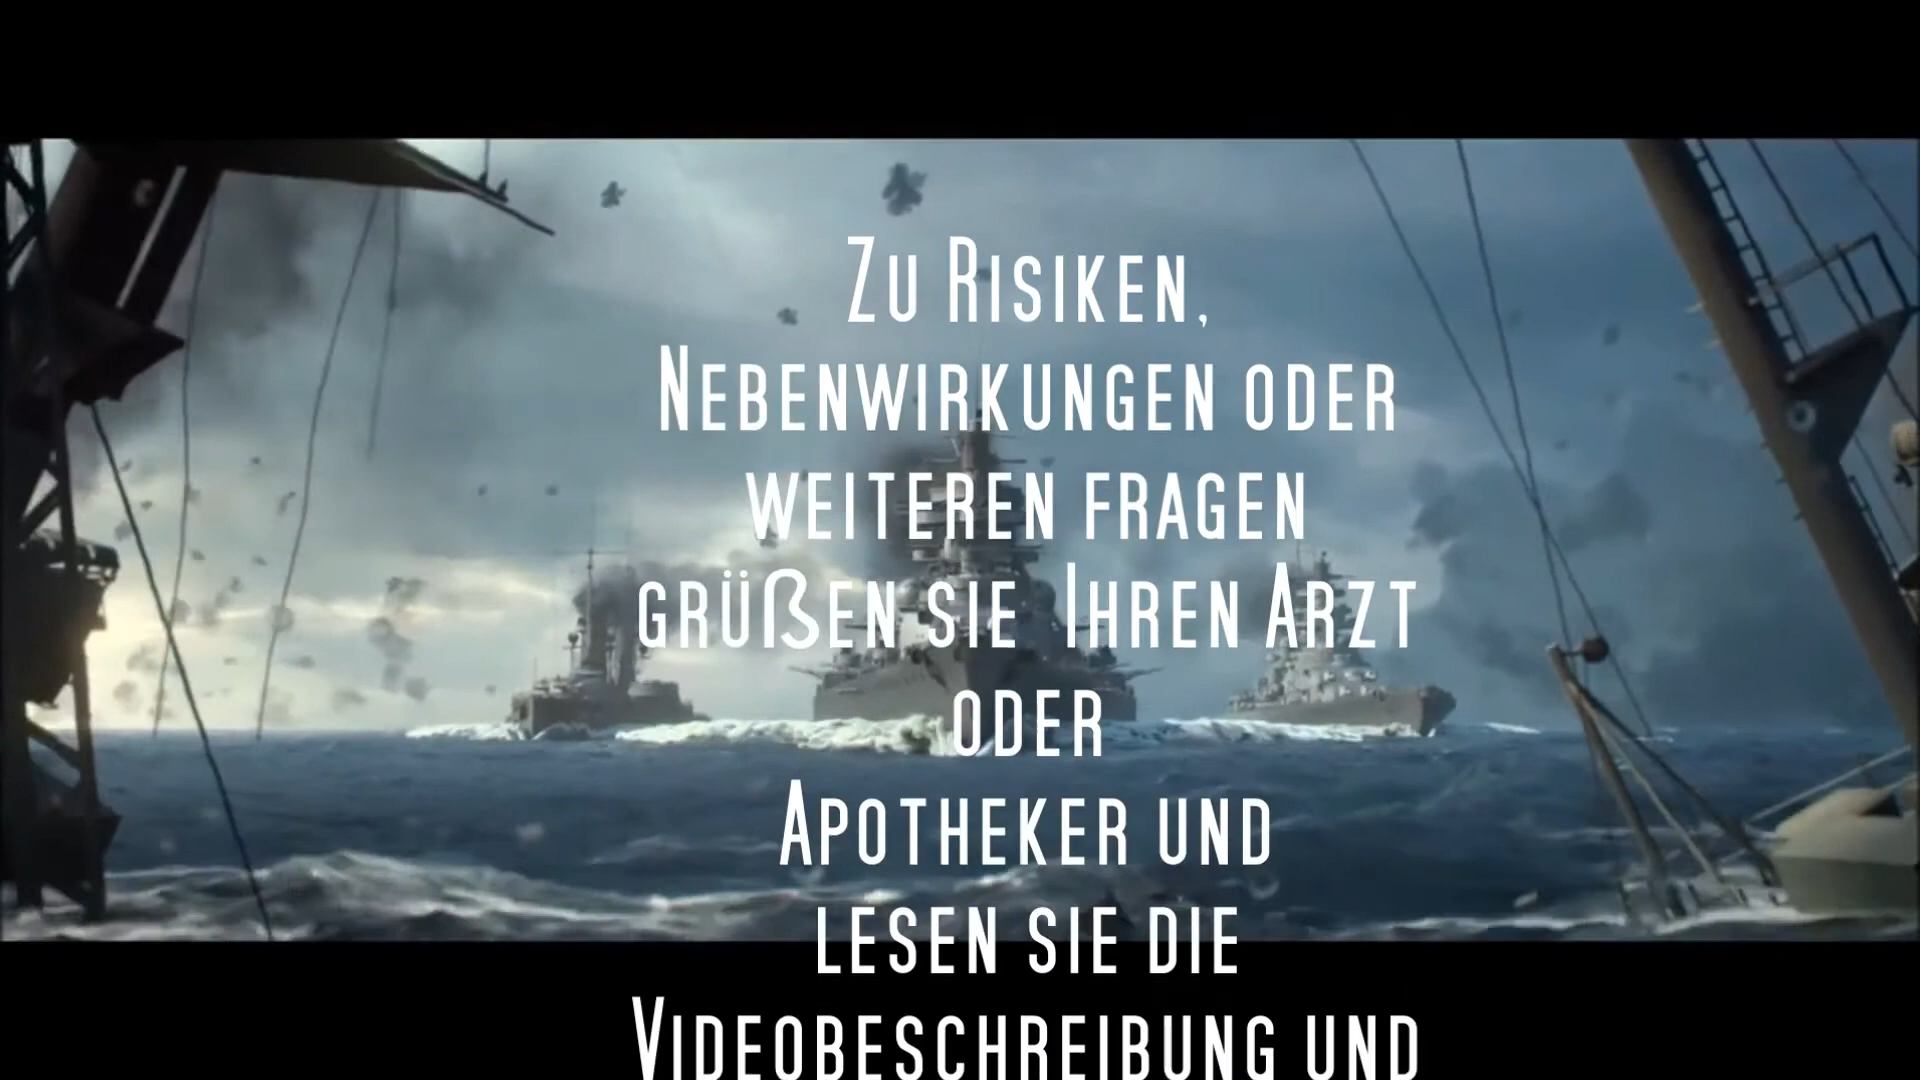 Zu Risiken,
Nebenwirkungen oder
weiteren fragen
grüßen sie Ihren Arzt
oder
Apotheker und
lesen sie die
Videobeschreibung und